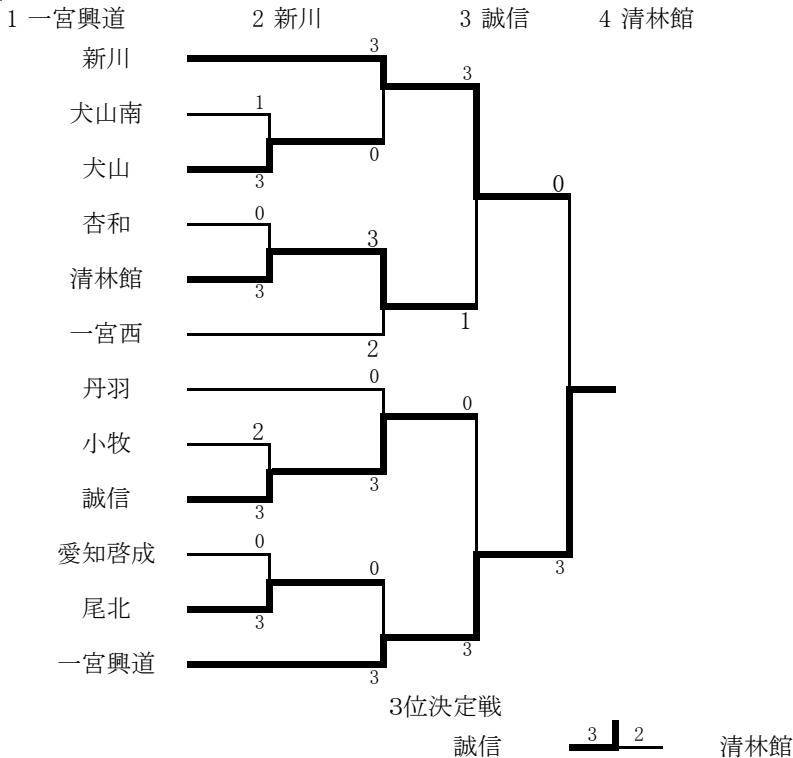 1 一宮興道 2 新川 3 誠信 4 清林館
新川 3
3
犬山南 1
0
犬山 3
0
杏和 0
3
清林館 3
1
一宮西 2
丹羽 0
0
小牧 2
3
誠信 3
愛知啓成 0
0
3
尾北 3
3
一宮興道 3
3位決定戦
誠信 3 2 清林館